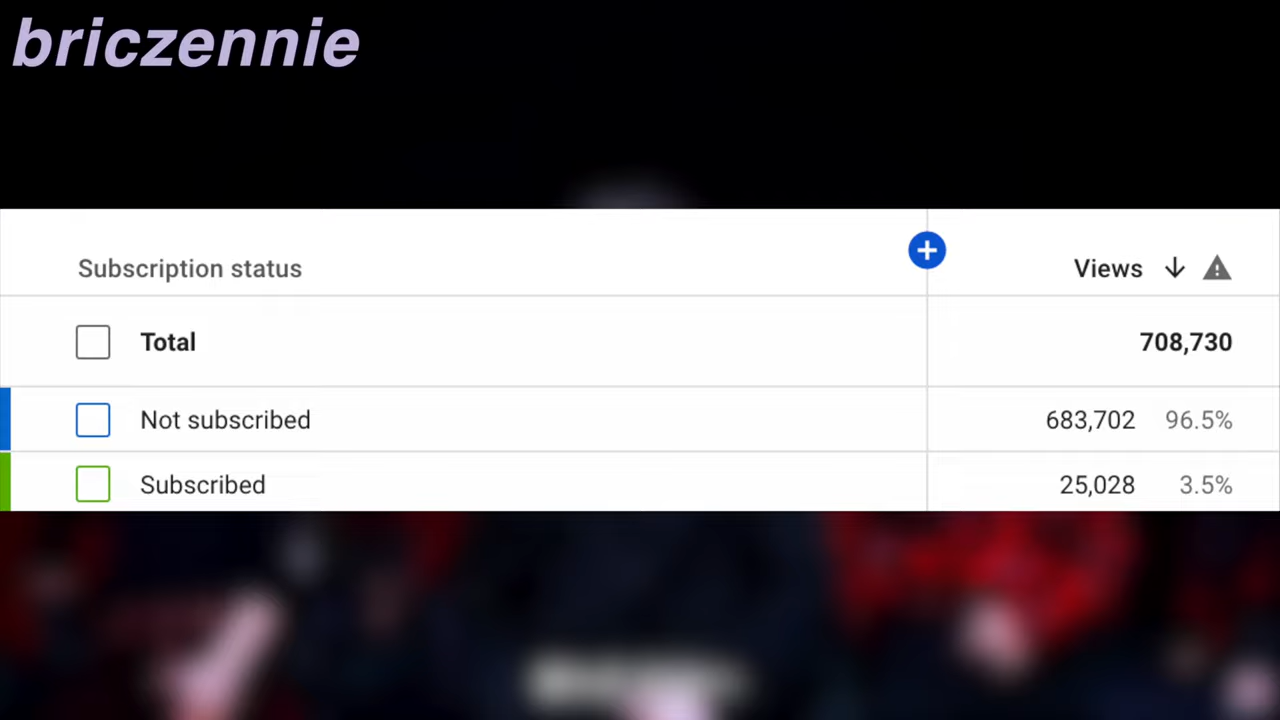 briczennie
Subscription status Views
Total 708,730
Not subscribed 683,702 96.5%
Subscribed 25,028 3.5%